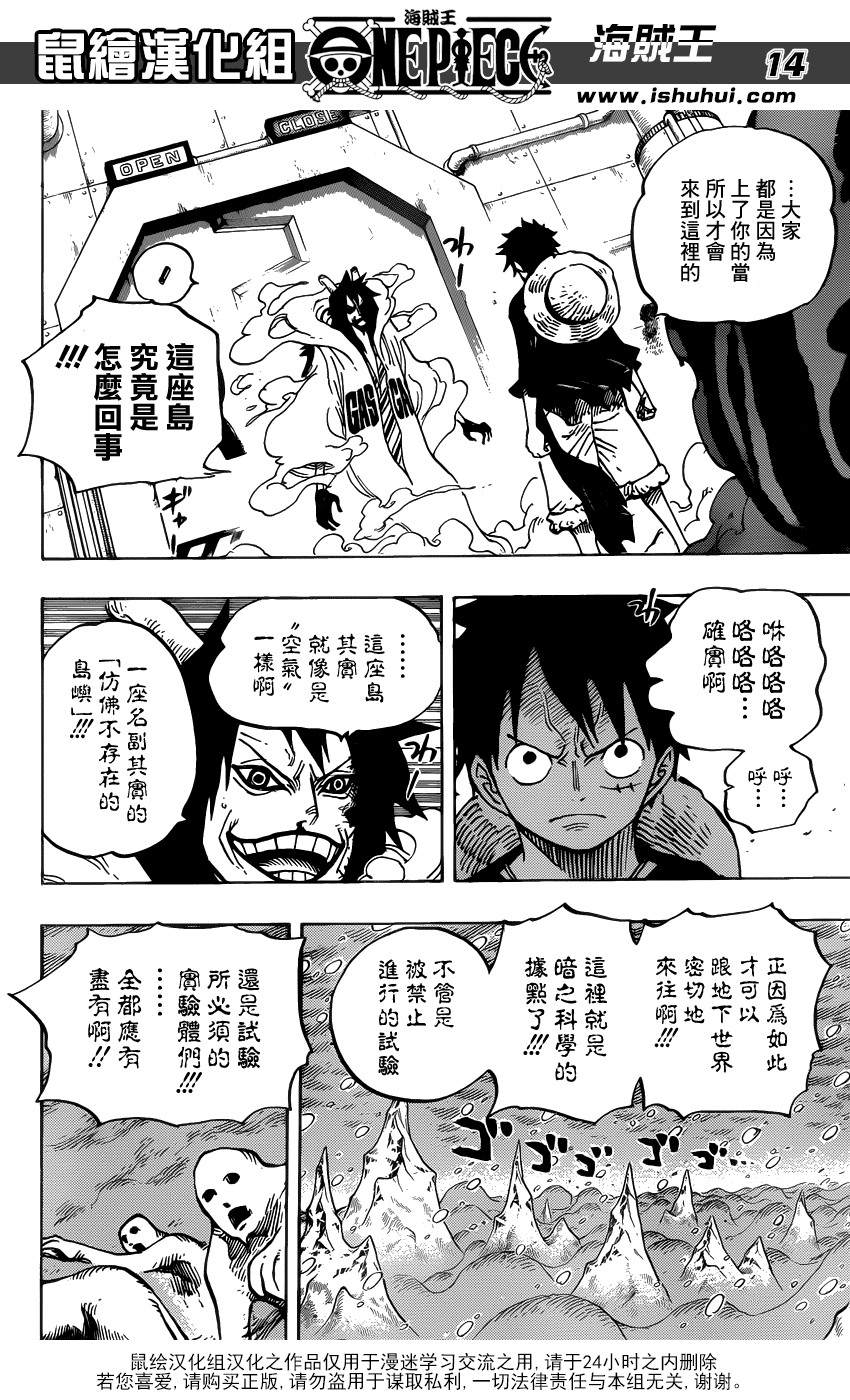 鼠繪漢化組
海賊王
ONE PIECE
海賊王
14
www.ishuhui.com
…大家
都是因為
上了你的當
所以才會
來到這裡的
CLOSE
OPEN
這座島
究竟是
怎麼回事
!!!
GAS
CA
咻咯咯咯
咯咯咯…
確實啊
呼…
呼…
……
這座島
其實
就像是
“空氣”
一樣啊
一座名副其實的
「仿佛不存在的
島嶼」!!!
正因爲如此
才可以
跟地下世界
密切地
來往啊!!!
這裡就是
暗之科學的
據點了!!!
不管是
被禁止
進行的試驗
ゴゴゴゴ…
還是試驗
所必須的
實驗體們!!!
……
全都應有
盡有啊!!
鼠绘汉化组汉化之作品仅用于漫迷学习交流之用, 请于24小时之内删除
若您喜爱, 请购买正版, 请勿用于谋取私利, 一切法律责任与本组无关, 谢谢。